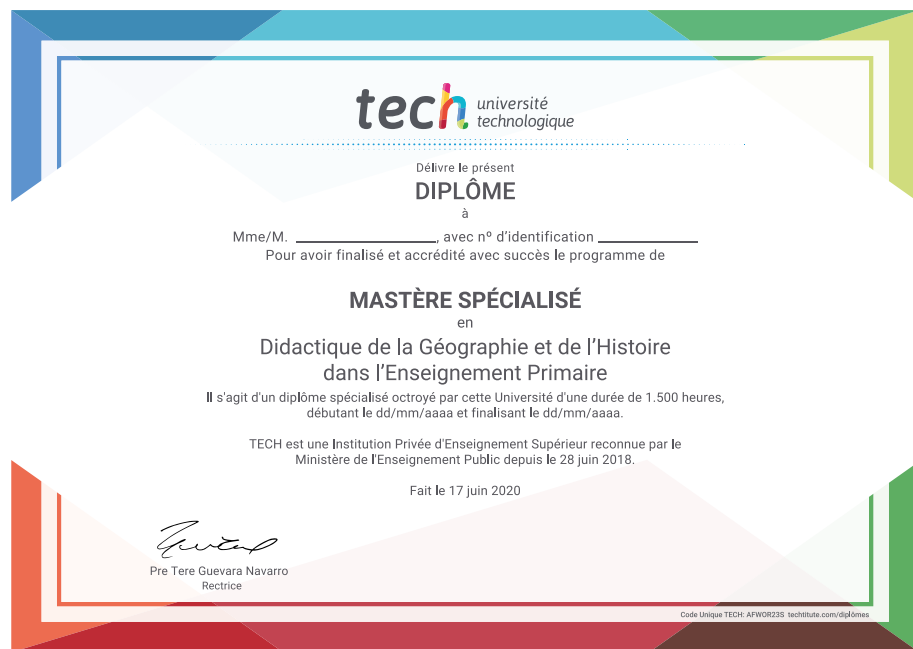 tech université
technologique
Délivre le présent
DIPLÔME
à
Mme/M. ____________, avec nº d'identification ____________
Pour avoir finalisé et accrédité avec succès le programme de
MASTÈRE SPÉCIALISÉ
en
Didactique de la Géographie et de l'Histoire
dans l'Enseignement Primaire
Il s'agit d'un diplôme spécialisé octroyé par cette Université d'une durée de 1.500 heures,
débutant le dd/mm/aaaa et finalisant le dd/mm/aaaa.
TECH est une Institution Privée d'Enseignement Supérieur reconnue par le
Ministère de l'Enseignement Public depuis le 28 juin 2018.
Fait le 17 juin 2020
Pre Tere Guevara Navarro
Rectrice
Code Unique TECH: AFWOR23S techtitute.com/diplômes